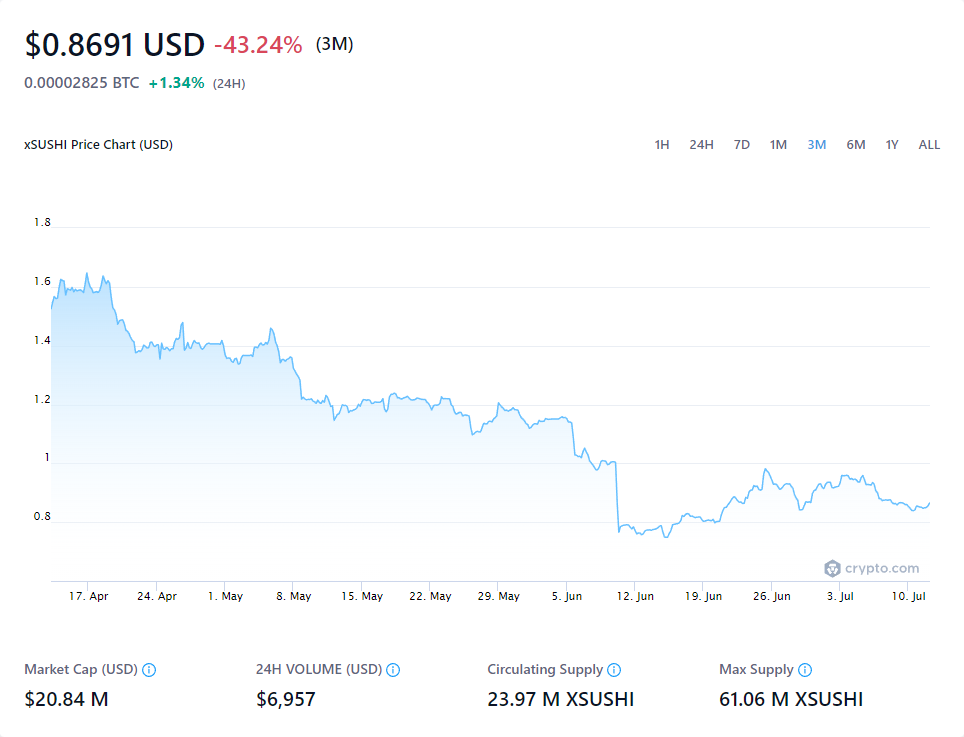 $0.8691 USD -43.24% (3M)
0.00002825 BTC +1.34% (24H)
xSUSHI Price Chart (USD) 1H 24H 7D 1M 3M 6M 1Y ALL
1.8
1.6
1.4
1.2
1
0.8
crypto.com
17. Apr 24. Apr 1. May 8. May 15. May 22. May 29. May 5. Jun 12. Jun 19. Jun 26. Jun 3. Jul 10. Jul
Market Cap (USD) 24H VOLUME (USD) Circulating Supply Max Supply
$20.84 M $6,957 23.97 M XSUSHI 61.06 M XSUSHI